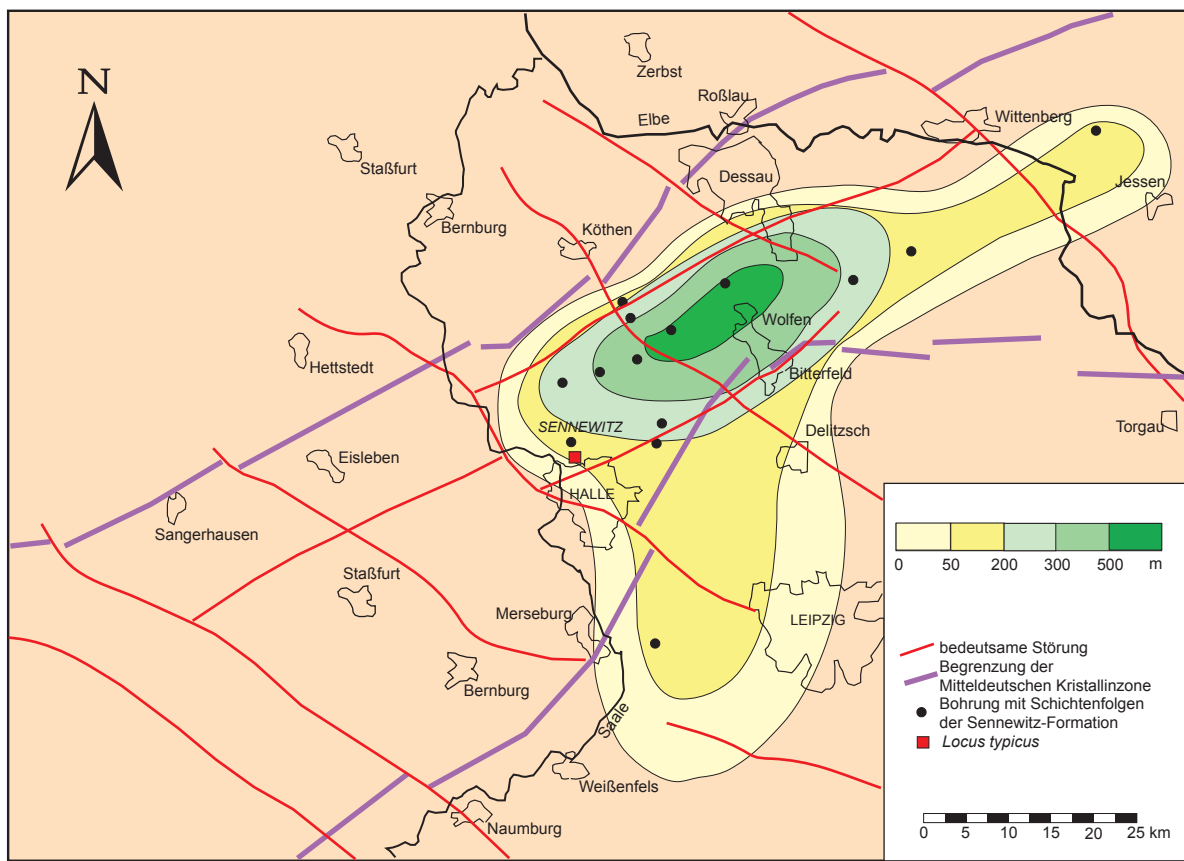 N
Zerbst
Roßlau
Elbe
Wittenberg
Staßfurt
Dessau
Jessen
Bernburg
Köthen
Wolfen
Hettstedt
Bitterfeld
SENNEWITZ
Delitzsch
Torgau
Eisleben
HALLE
Sangerhausen
Staßfurt
Merseburg
LEIPZIG
Bernburg
Saale
Weißenfels
Naumburg
0 50 200 300 500 m
bedeutsame Störung
Begrenzung der
Mitteldeutschen Kristallinzone
Bohrung mit Schichtenfolgen
der Sennewitz-Formation
Locus typicus
0 5 10 15 20 25 km